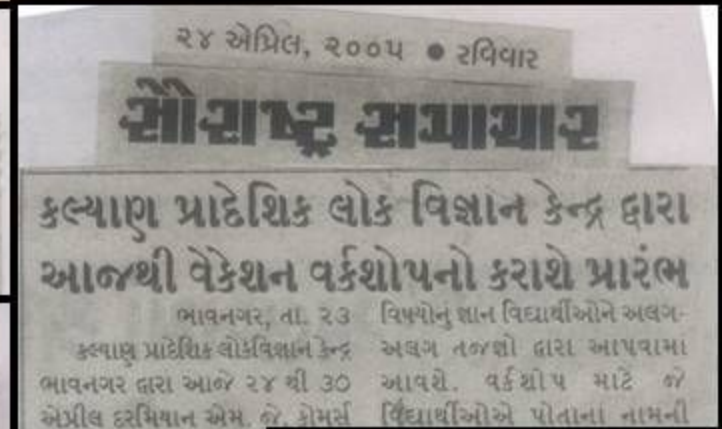 ૨૪ એપ્રિલ, ૨૦૦૫ ● રવિવાર
સૌરાષ્ટ્ર સમાચાર
કલ્યાણ પ્રાદેશિક લોક વિજ્ઞાન કેન્દ્ર દ્વારા
આજથી વેકેશન વર્કશોપનો કરાશે પ્રારંભ
ભાવનગર, તા. ૨૩
કલ્યાણ પ્રાદેશિક લોકવિજ્ઞાન કેન્દ્ર
ભાવનગર દ્વારા આજે ૨૪ થી ૩૦
એપ્રીલ દરમિયાન એમ. જે. કોમર્સ
વિષયોનું જ્ઞાન વિદ્યાર્થીઓને અલગ-
અલગ તજજ્ઞો દ્વારા આપવામા
આવશે. વર્કશોપ માટે જે
વિદ્યાર્થીઓએ પોતાના નામની